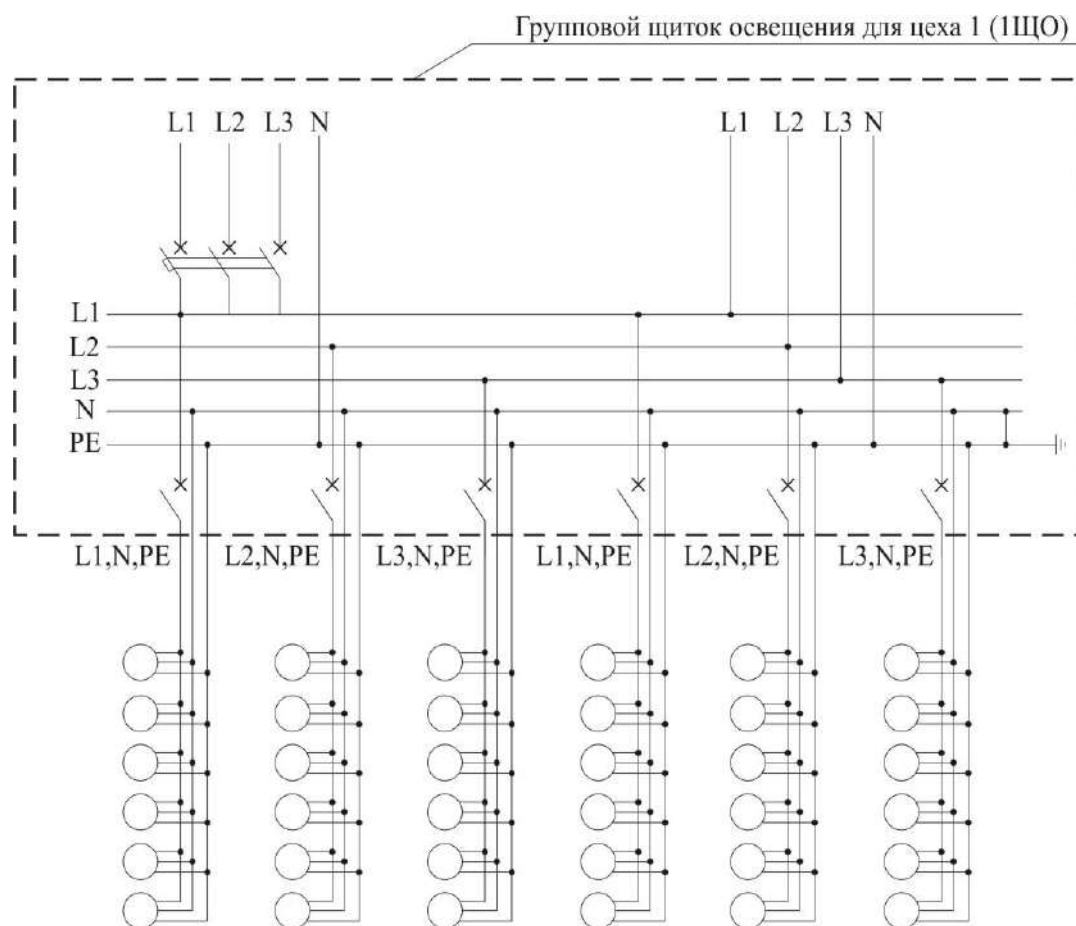 Групповой щиток освещения для цеха 1 (1ЩО)
L1 L2 L3 N L1 L2 L3 N
L1
L2
L3
N
PE
L1,N,PE L2,N,PE L3,N,PE L1,N,PE L2,N,PE L3,N,PE